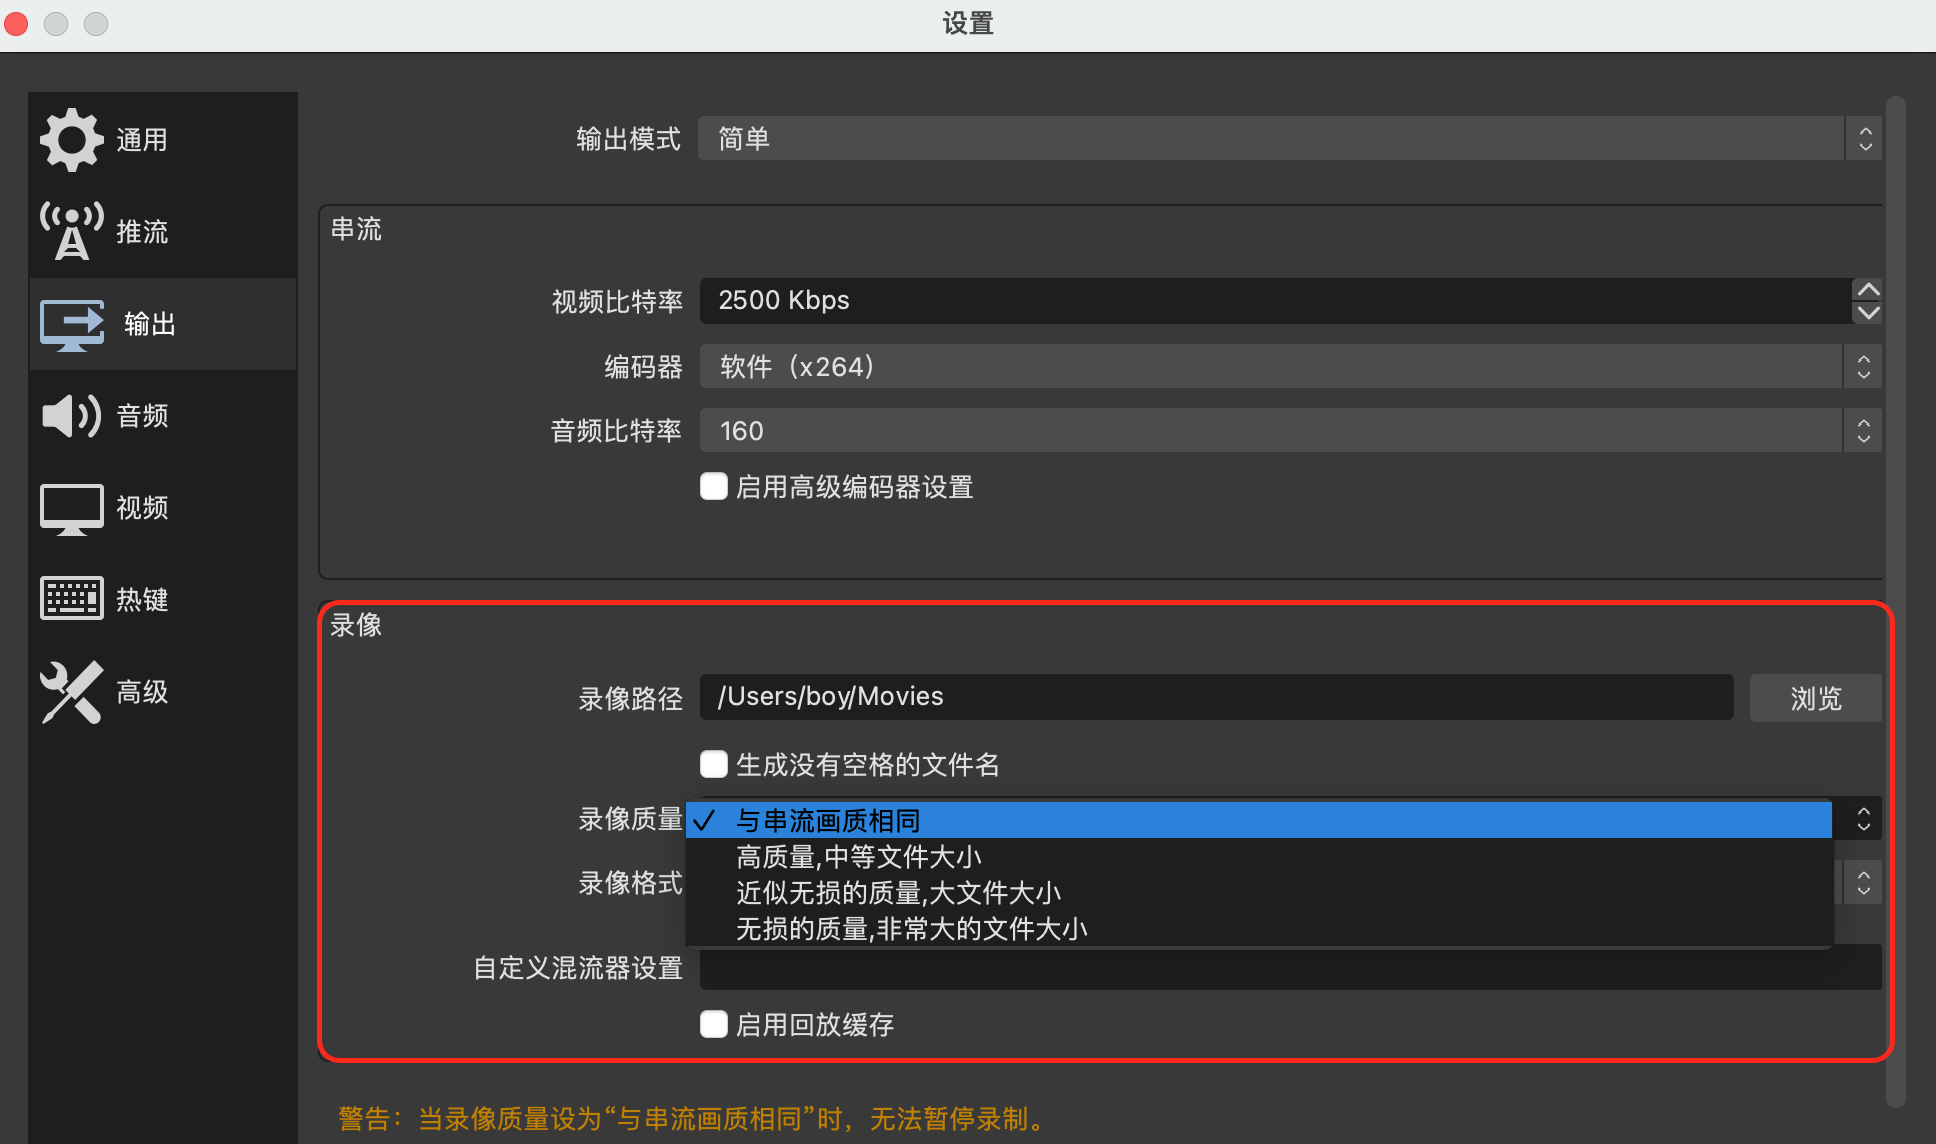 设置
通用
推流
输出
音频
视频
热键
高级
输出模式 简单
串流
视频比特率 2500 Kbps
编码器 软件（x264）
音频比特率 160
启用高级编码器设置
录像
录像路径 /Users/boy/Movies 浏览
生成没有空格的文件名
录像质量 ✓ 与串流画质相同
高质量,中等文件大小
录像格式 近似无损的质量,大文件大小
无损的质量,非常大的文件大小
自定义混流器设置
启用回放缓存
警告：当录像质量设为“与串流画质相同”时，无法暂停录制。